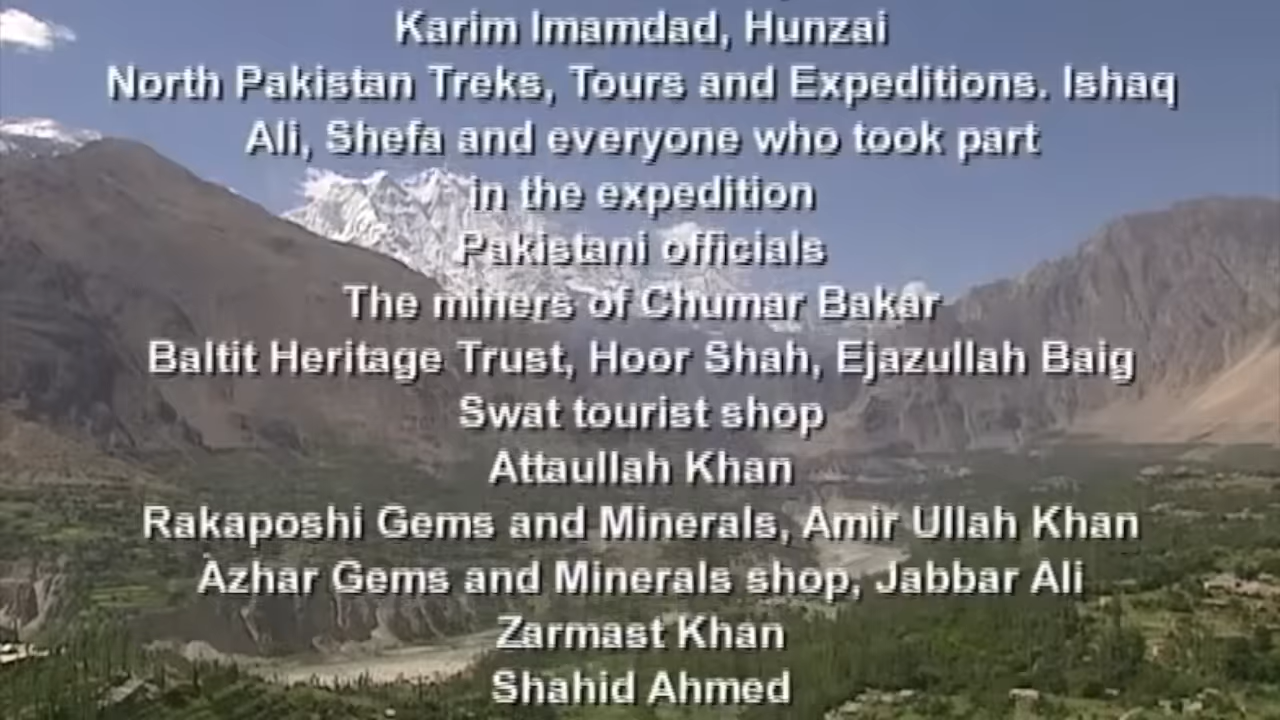 Karim Imamdad, Hunzai
North Pakistan Treks, Tours and Expeditions. Ishaq
Ali, Shefa and everyone who took part
in the expedition
Pakistani officials
The miners of Chumar Bakar
Baltit Heritage Trust, Hoor Shah, Ejazullah Baig
Swat tourist shop
Attaullah Khan
Rakaposhi Gems and Minerals, Amir Ullah Khan
Azhar Gems and Minerals shop, Jabbar Ali
Zarmast Khan
Shahid Ahmed